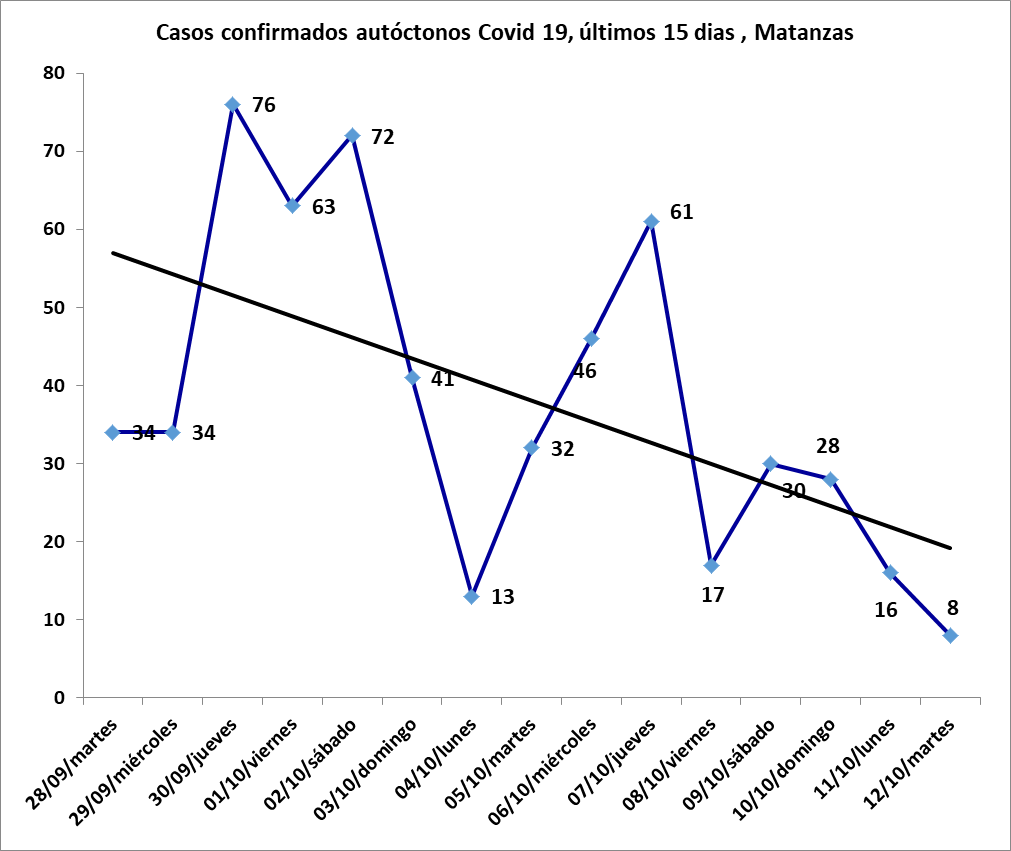 Casos confirmados autóctonos Covid 19, últimos 15 dias , Matanzas
80
70
60
50
40
30
20
10
0
34
34
76
63
72
41
13
32
46
61
17
30
28
16
8
28/09/martes
29/09/miércoles
30/09/jueves
01/10/viernes
02/10/sábado
03/10/domingo
04/10/lunes
05/10/martes
06/10/miércoles
07/10/jueves
08/10/viernes
09/10/sábado
10/10/domingo
11/10/lunes
12/10/martes